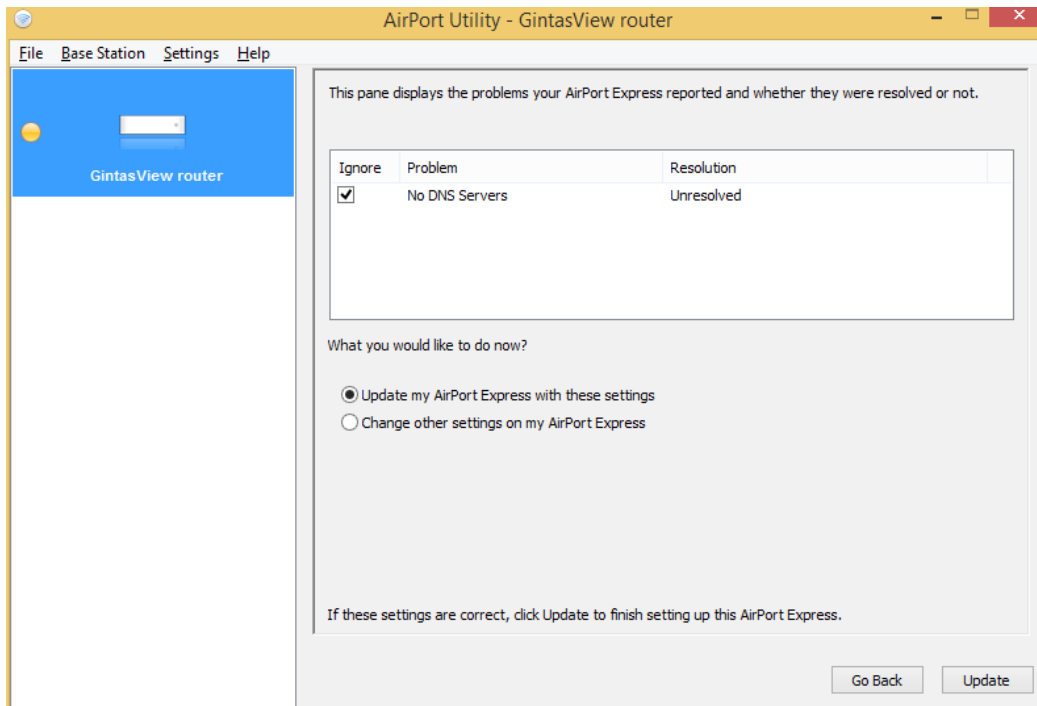 AirPort Utility - GintasView router
File Base Station Settings Help
GintasView router
This pane displays the problems your AirPort Express reported and whether they were resolved or not.
Ignore Problem Resolution
No DNS Servers Unresolved
What you would like to do now?
Update my AirPort Express with these settings
Change other settings on my AirPort Express
If these settings are correct, click Update to finish setting up this AirPort Express.
Go Back Update